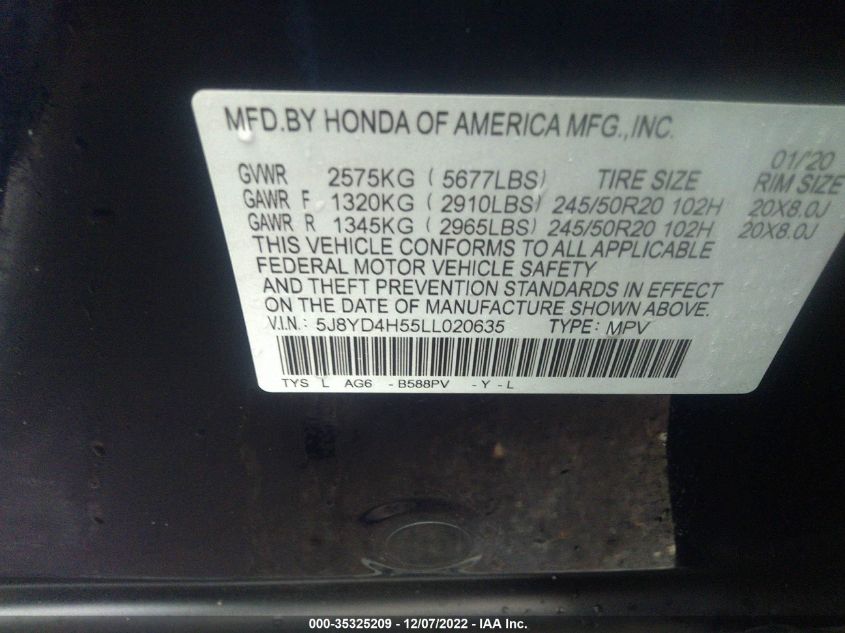 MFD.BY HONDA OF AMERICA MFG.,INC.
01/'20
GVWR 2575KG ( 5677LBS) TIRE SIZE RIM SIZE
GAWR F 1320KG ( 2910LBS) 245/50R20 102H 20X8.0J
GAWR R 1345KG ( 2965LBS) 245/50R20 102H 20X8.0J
THIS VEHICLE CONFORMS TO ALL APPLICABLE
FEDERAL MOTOR VEHICLE SAFETY
AND THEFT PREVENTION STANDARDS IN EFFECT
ON THE DATE OF MANUFACTURE SHOWN ABOVE.
V.I.N: 5J8YD4H55LL020635 TYPE: MPV
TYS L AG6 - B588PV - Y - L
000-35325209 - 12/07/2022 - IAA Inc.